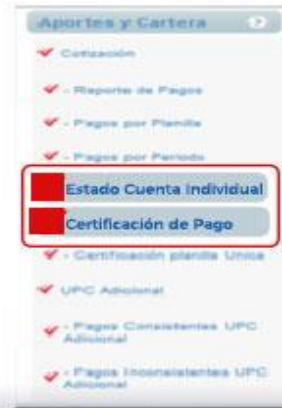 Aportes y Cartera
Cotización
- Reporte de Pagos
- Pagos por Planilla
- Pagos por Periodo
Estado Cuenta Individual
Certificación de Pago
- Certificación planilla Unica
UPC Adicional
- Pagos Consistentes UPC
Adicional
- Pagos Inconsistentes UPC
Adicional